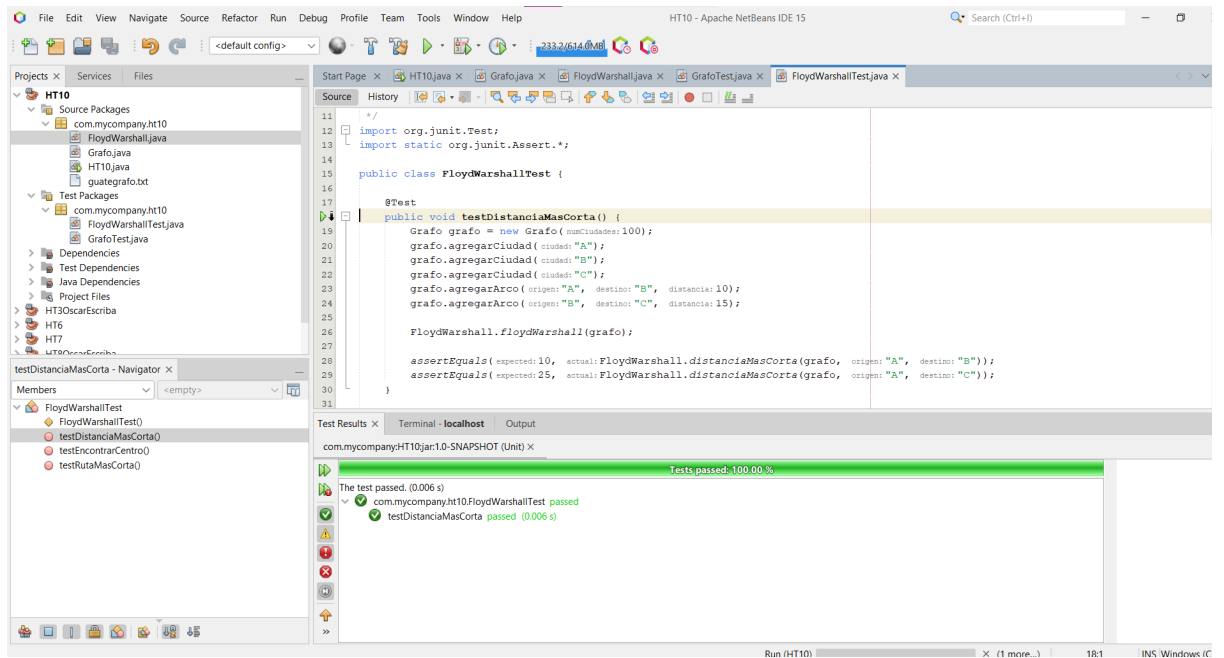 File Edit View Navigate Source Refactor Run Debug Profile Team Tools Window Help HT10 - Apache NetBeans IDE 15 Search (Ctrl+I)
<default config> 233.2/614.0MB
Projects Services Files
HT10
Source Packages
com.mycompany.ht10
FloydWarshall.java
Grafo.java
HT10.java
guategrafo.txt
Test Packages
com.mycompany.ht10
FloydWarshallTest.java
GrafoTest.java
Dependencies
Test Dependencies
Java Dependencies
Project Files
HT3OscarEscriba
HT6
HT7
HT8OscarEscriba
testDistanciaMasCorta - Navigator
Members <empty>
FloydWarshallTest
FloydWarshallTest()
testDistanciaMasCorta()
testEncontrarCentro()
testRutaMasCorta()
Start Page HT10.java Grafo.java FloydWarshall.java GrafoTest.java FloydWarshallTest.java
Source History
11 */
12 import org.junit.Test;
13 import static org.junit.Assert.*;
14
15 public class FloydWarshallTest {
16
17 @Test
public void testDistanciaMasCorta() {
19 Grafo grafo = new Grafo( numCiudades: 100);
20 grafo.agregarCiudad( ciudad: "A");
21 grafo.agregarCiudad( ciudad: "B");
22 grafo.agregarCiudad( ciudad: "C");
23 grafo.agregarArco( origen: "A", destino: "B", distancia: 10);
24 grafo.agregarArco( origen: "B", destino: "C", distancia: 15);
25
26 FloydWarshall.floydWarshall(grafo);
27
28 assertEquals( expected: 10, actual: FloydWarshall.distanciaMasCorta(grafo, origen: "A", destino: "B"));
29 assertEquals( expected: 25, actual: FloydWarshall.distanciaMasCorta(grafo, origen: "A", destino: "C"));
30 }
31
Test Results Terminal - localhost Output
com.mycompany:HT10:jar:1.0-SNAPSHOT (Unit)
Tests passed: 100.00 %
The test passed. (0.006 s)
com.mycompany.ht10.FloydWarshallTest passed
testDistanciaMasCorta passed (0.006 s)
Run (HT10) (1 more...) 18:1 INS Windows (C